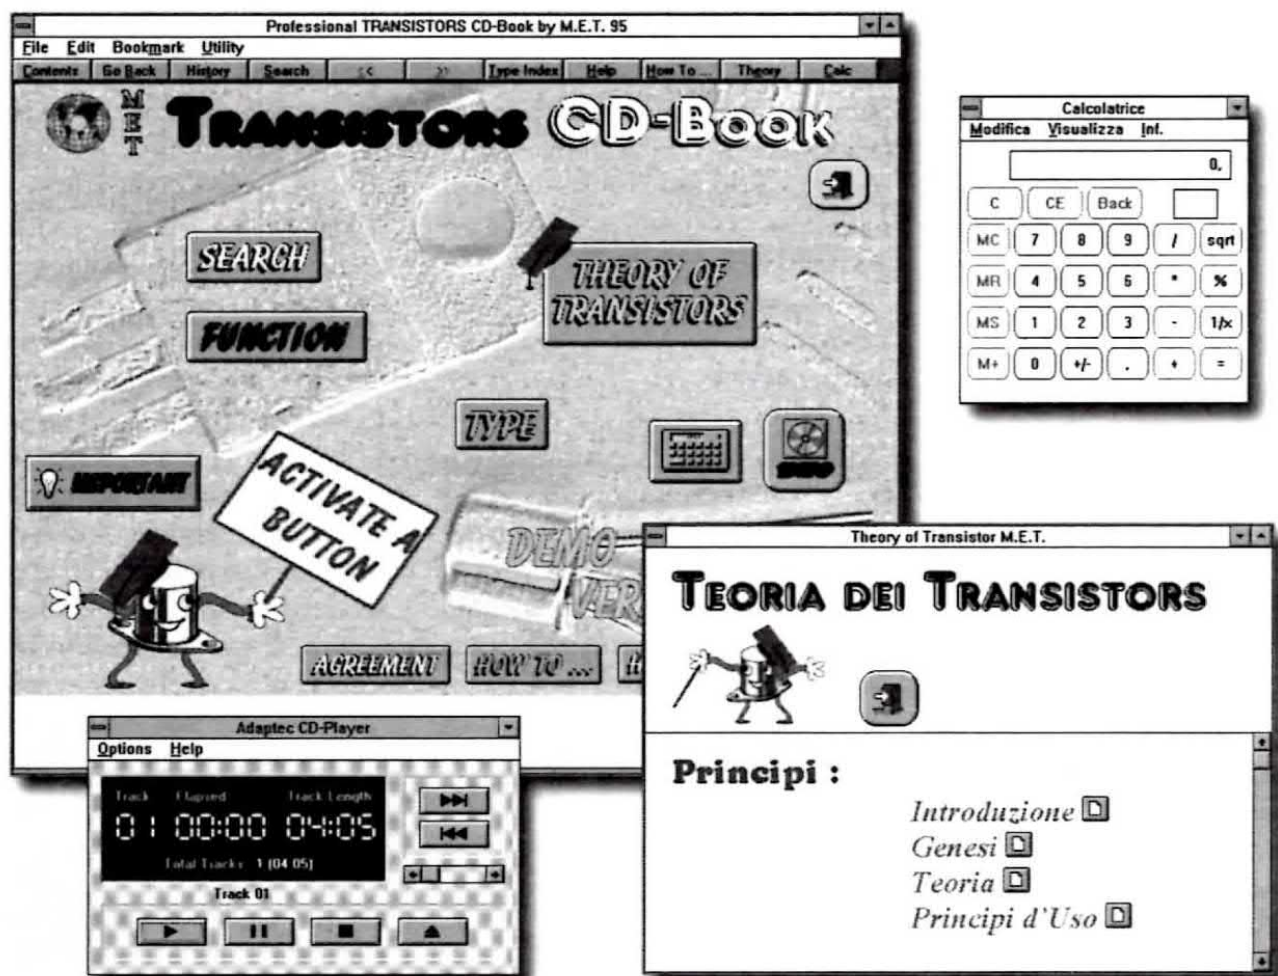 Professional TRANSISTORS CD-Book by M.E.T. 95
File Edit Bookmark Utility
Contents Go Back History Search << >> Type Index Help How To ... Theory Calc
MET
TRANSISTORS CD-BOOK
SEARCH
THEORY OF
TRANSISTORS
FUNCTION
TYPE
IMPORTANT
ACTIVATE A
BUTTON
DEMO
VER
AGREEMENT HOW TO ... H
Calcolatrice
Modifica Visualizza Inf.
0,
C CE Back
MC 7 8 9 / sqrt
MR 4 5 6 * %
MS 1 2 3 - 1/x
M+ 0 +/- . + =
Adaptec CD-Player
Options Help
Track Elapsed Track Length
01 00:00 04:05
Total Tracks 1 [04:05]
Track 01
Theory of Transistor M.E.T.
TEORIA DEI TRANSISTORS
Principi :
Introduzione
Genesi
Teoria
Principi d'Uso